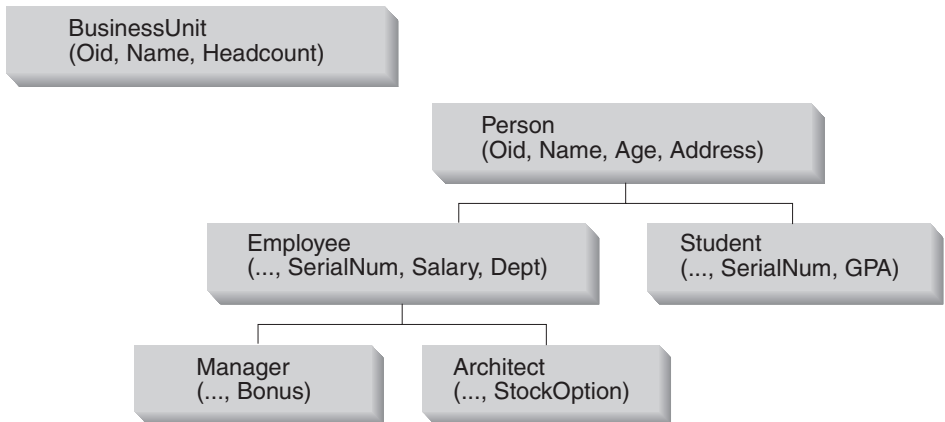 BusinessUnit
(Oid, Name, Headcount)
Person
(Oid, Name, Age, Address)
Employee
(..., SerialNum, Salary, Dept)
Student
(..., SerialNum, GPA)
Manager
(..., Bonus)
Architect
(..., StockOption)